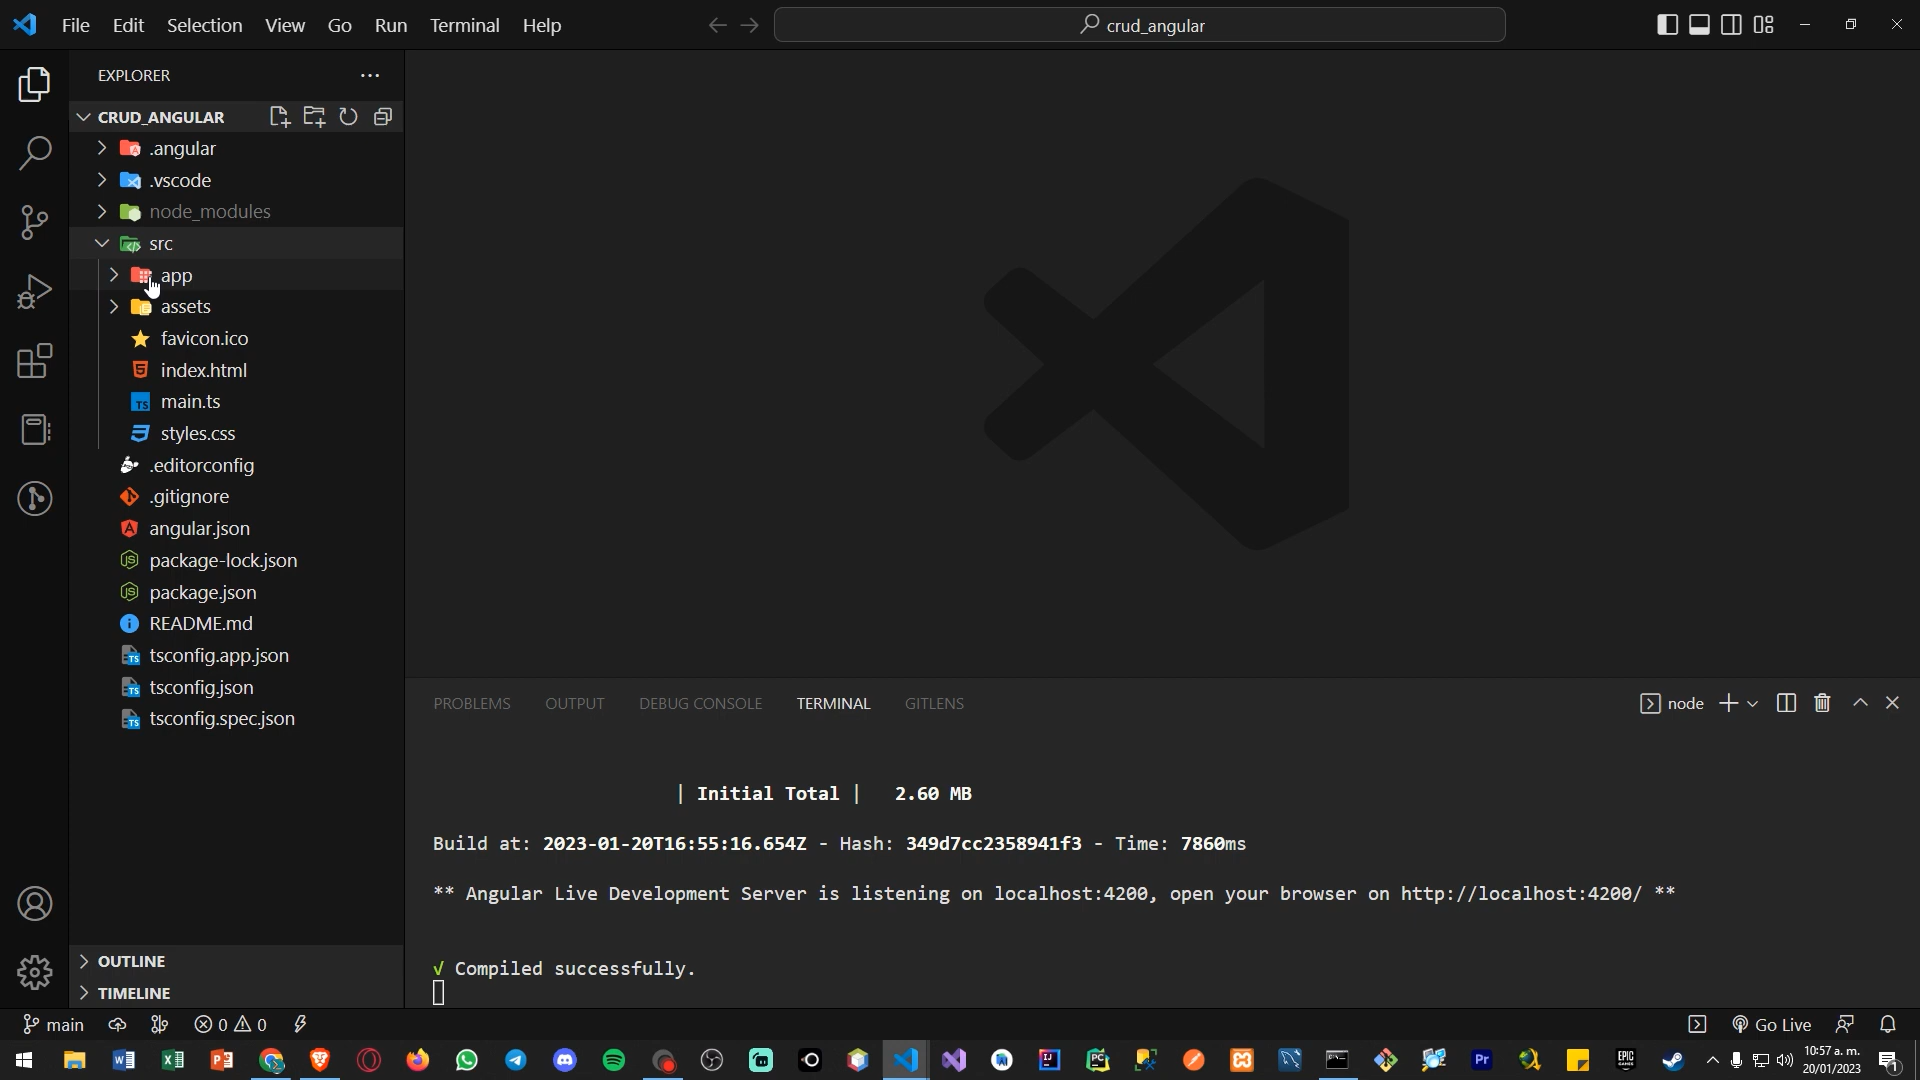 File Edit Selection View Go Run Terminal Help
crud_angular
EXPLORER
CRUD_ANGULAR
.angular
.vscode
node_modules
src
app
assets
favicon.ico
index.html
main.ts
styles.css
.editorconfig
.gitignore
angular.json
package-lock.json
package.json
README.md
tsconfig.app.json
tsconfig.json
tsconfig.spec.json
OUTLINE
TIMELINE
PROBLEMS OUTPUT DEBUG CONSOLE TERMINAL GITLENS
node
| Initial Total | 2.60 MB
Build at: 2023-01-20T16:55:16.654Z - Hash: 349d7cc2358941f3 - Time: 7860ms
** Angular Live Development Server is listening on localhost:4200, open your browser on http://localhost:4200/ **
√ Compiled successfully.
main 0 0 Go Live
10:57 a. m.
20/01/2023